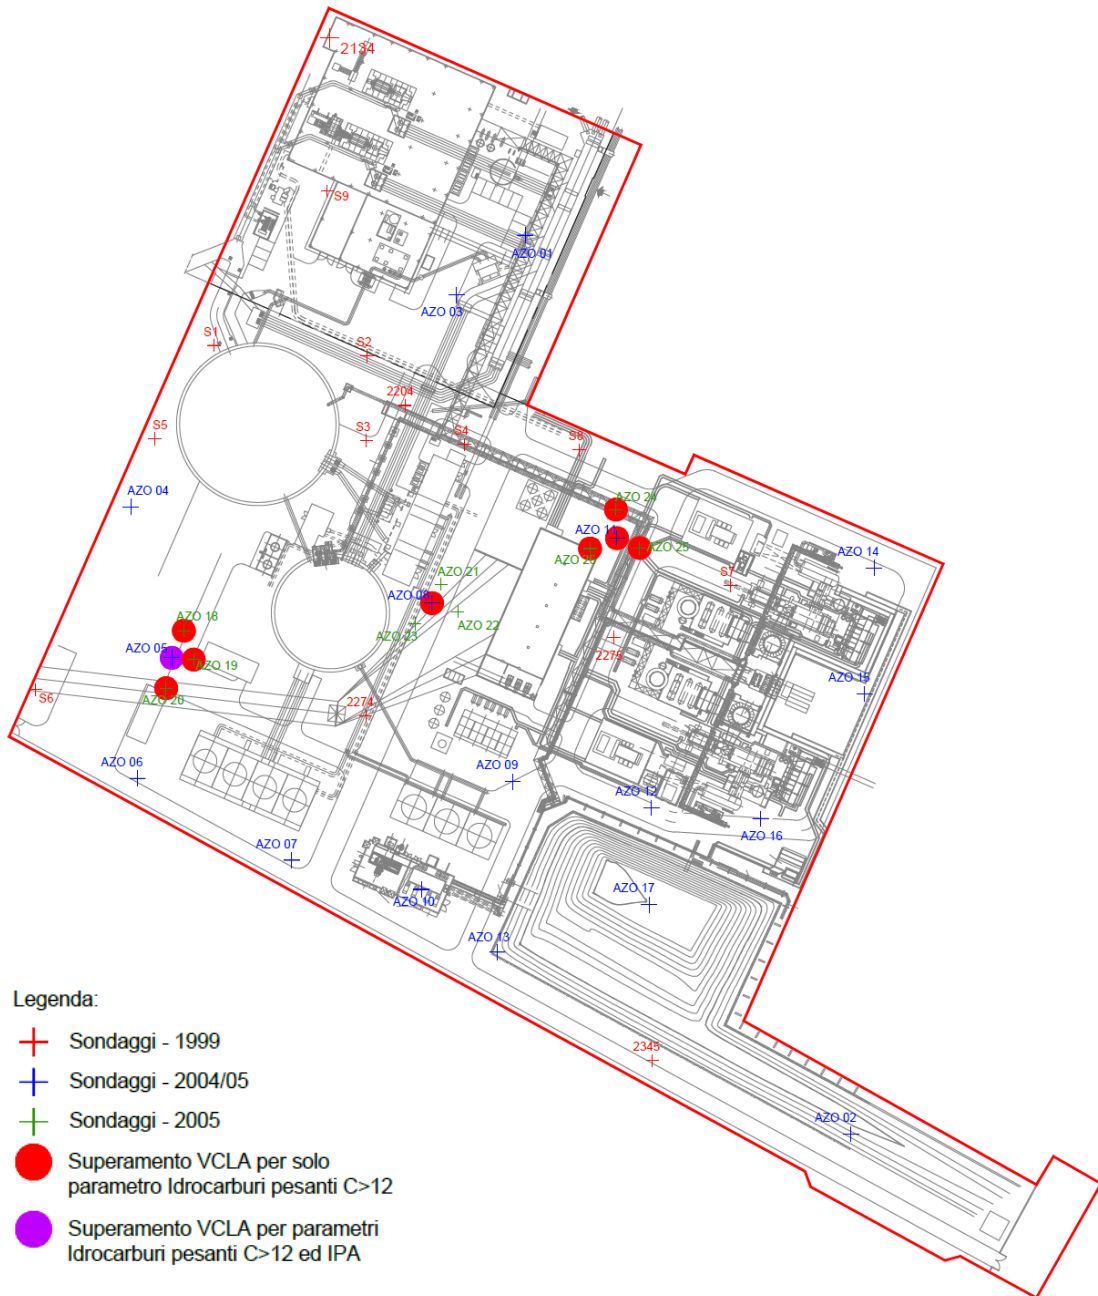 2134
S9
AZO 01
AZO 03
S1
S2
2204
S5
S3
S4
S8
AZO 04
AZO 24
AZO 11
AZO 25
AZO 26
AZO 14
AZO 21
S7
AZO 08
AZO 22
AZO 18
AZO 23
AZO 05
2275
AZO 19
AZO 15
S6
AZO 20
2274
AZO 06
AZO 09
AZO 12
AZO 16
AZO 07
AZO 10
AZO 17
AZO 13
2345
AZO 02
Legenda:
Sondaggi - 1999
Sondaggi - 2004/05
Sondaggi - 2005
Superamento VCLA per solo
parametro Idrocarburi pesanti C>12
Superamento VCLA per parametri
Idrocarburi pesanti C>12 ed IPA